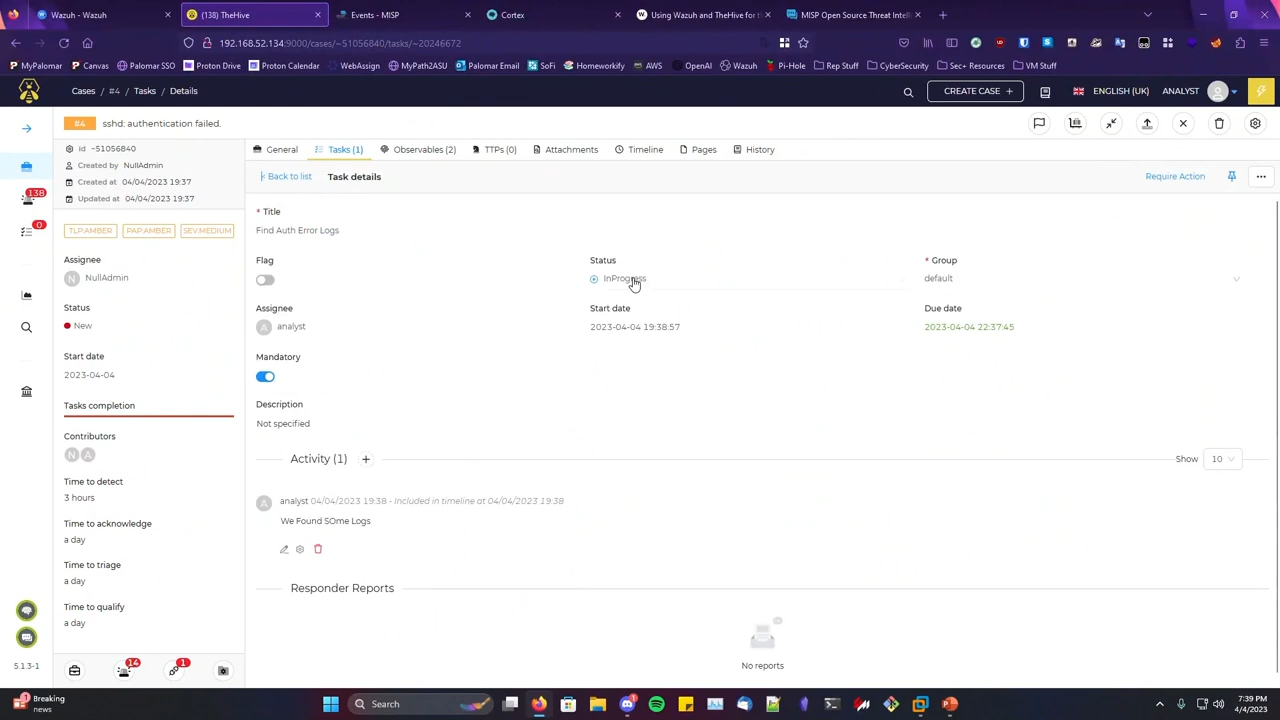 Wazuh - Wazuh
(138) TheHive
Events - MISP
Cortex
Using Wazuh and TheHive for t
MISP Open Source Threat Intel
192.168.52.134:9000/cases/~51056840/tasks/~20246672
MyPalomar
Canvas
Palomar SSO
Proton Drive
Proton Calendar
WebAssign
MyPath2ASU
Palomar Email
SoFi
Homeworkify
AWS
OpenAI
Wazuh
Pi-Hole
Rep Stuff
CyberSecurity
Sec+ Resources
VM Stuff
Cases / #4 / Tasks / Details
CREATE CASE +
ENGLISH (UK)
ANALYST
#4 sshd: authentication failed.
id ~51056840
Created by NullAdmin
Created at 04/04/2023 19:37
Updated at 04/04/2023 19:37
138
0
TLP:AMBER PAP:AMBER SEV:MEDIUM
Assignee
N NullAdmin
Status
New
Start date
2023-04-04
Tasks completion
Contributors
N A
Time to detect
3 hours
Time to acknowledge
a day
Time to triage
a day
Time to qualify
a day
5.1.3-1
14
1
General
Tasks (1)
Observables (2)
TTPs (0)
Attachments
Timeline
Pages
History
Back to list
Task details
Require Action
* Title
Find Auth Error Logs
Flag
Status
InProgress
* Group
default
Assignee
A analyst
Start date
2023-04-04 19:38:57
Due date
2023-04-04 22:37:45
Mandatory
Description
Not specified
Activity (1) +
Show 10
A analyst 04/04/2023 19:38 - Included in timeline at 04/04/2023 19:38
We Found SOme Logs
Responder Reports
No reports
Breaking
news
Search
7:39 PM
4/4/2023